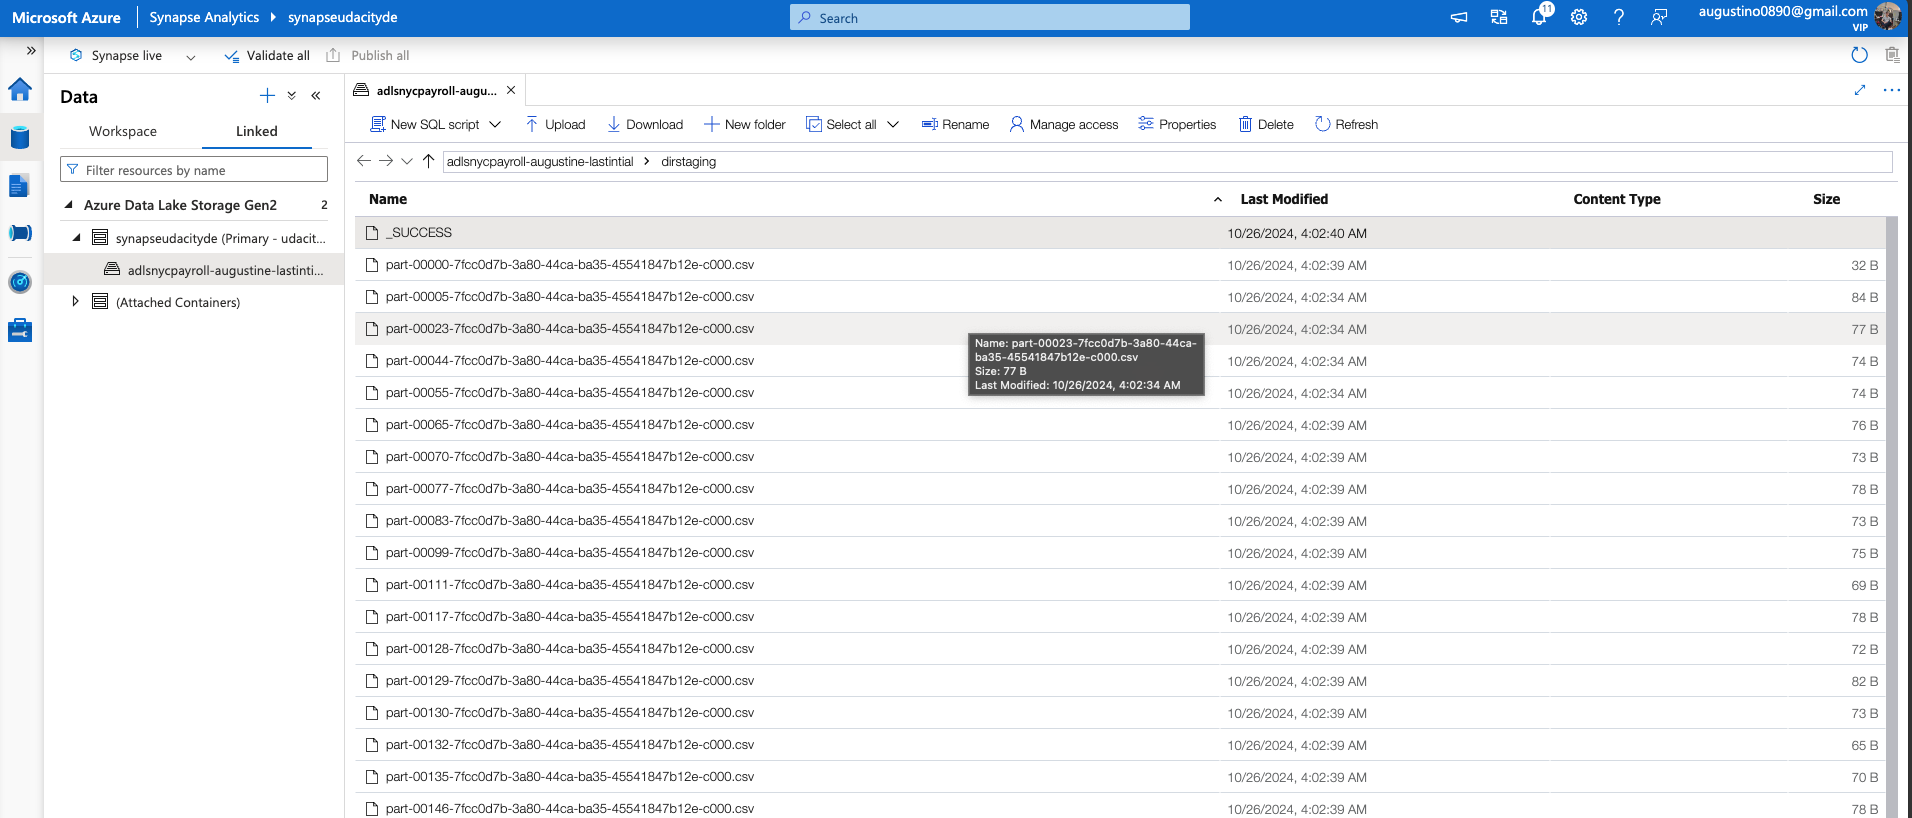 Microsoft Azure Synapse Analytics synapseudacityde Search 11 augustino0890@gmail.com
VIP
Synapse live Validate all Publish all
Data
Workspace Linked
Filter resources by name
Azure Data Lake Storage Gen2 2
synapseudacityde (Primary - udacit...
adlsnycpayroll-augustine-lastinti...
(Attached Containers)
adlsnycpayroll-augu...
New SQL script Upload Download New folder Select all Rename Manage access Properties Delete Refresh
adlsnycpayroll-augustine-lastintial dirstaging
Name Last Modified Content Type Size
_SUCCESS 10/26/2024, 4:02:40 AM
part-00000-7fcc0d7b-3a80-44ca-ba35-45541847b12e-c000.csv 10/26/2024, 4:02:39 AM 32 B
part-00005-7fcc0d7b-3a80-44ca-ba35-45541847b12e-c000.csv 10/26/2024, 4:02:34 AM 84 B
part-00023-7fcc0d7b-3a80-44ca-ba35-45541847b12e-c000.csv 10/26/2024, 4:02:34 AM 77 B
Name: part-00023-7fcc0d7b-3a80-44ca-
ba35-45541847b12e-c000.csv
Size: 77 B
Last Modified: 10/26/2024, 4:02:34 AM
part-00044-7fcc0d7b-3a80-44ca-ba35-45541847b12e-c000.csv 10/26/2024, 4:02:34 AM 74 B
part-00055-7fcc0d7b-3a80-44ca-ba35-45541847b12e-c000.csv 10/26/2024, 4:02:34 AM 74 B
part-00065-7fcc0d7b-3a80-44ca-ba35-45541847b12e-c000.csv 10/26/2024, 4:02:39 AM 76 B
part-00070-7fcc0d7b-3a80-44ca-ba35-45541847b12e-c000.csv 10/26/2024, 4:02:39 AM 73 B
part-00077-7fcc0d7b-3a80-44ca-ba35-45541847b12e-c000.csv 10/26/2024, 4:02:39 AM 78 B
part-00083-7fcc0d7b-3a80-44ca-ba35-45541847b12e-c000.csv 10/26/2024, 4:02:39 AM 73 B
part-00099-7fcc0d7b-3a80-44ca-ba35-45541847b12e-c000.csv 10/26/2024, 4:02:39 AM 75 B
part-00111-7fcc0d7b-3a80-44ca-ba35-45541847b12e-c000.csv 10/26/2024, 4:02:39 AM 69 B
part-00117-7fcc0d7b-3a80-44ca-ba35-45541847b12e-c000.csv 10/26/2024, 4:02:39 AM 78 B
part-00128-7fcc0d7b-3a80-44ca-ba35-45541847b12e-c000.csv 10/26/2024, 4:02:39 AM 72 B
part-00129-7fcc0d7b-3a80-44ca-ba35-45541847b12e-c000.csv 10/26/2024, 4:02:39 AM 82 B
part-00130-7fcc0d7b-3a80-44ca-ba35-45541847b12e-c000.csv 10/26/2024, 4:02:39 AM 73 B
part-00132-7fcc0d7b-3a80-44ca-ba35-45541847b12e-c000.csv 10/26/2024, 4:02:39 AM 65 B
part-00135-7fcc0d7b-3a80-44ca-ba35-45541847b12e-c000.csv 10/26/2024, 4:02:39 AM 70 B
part-00146-7fcc0d7b-3a80-44ca-ba35-45541847b12e-c000.csv 10/26/2024, 4:02:39 AM 78 B